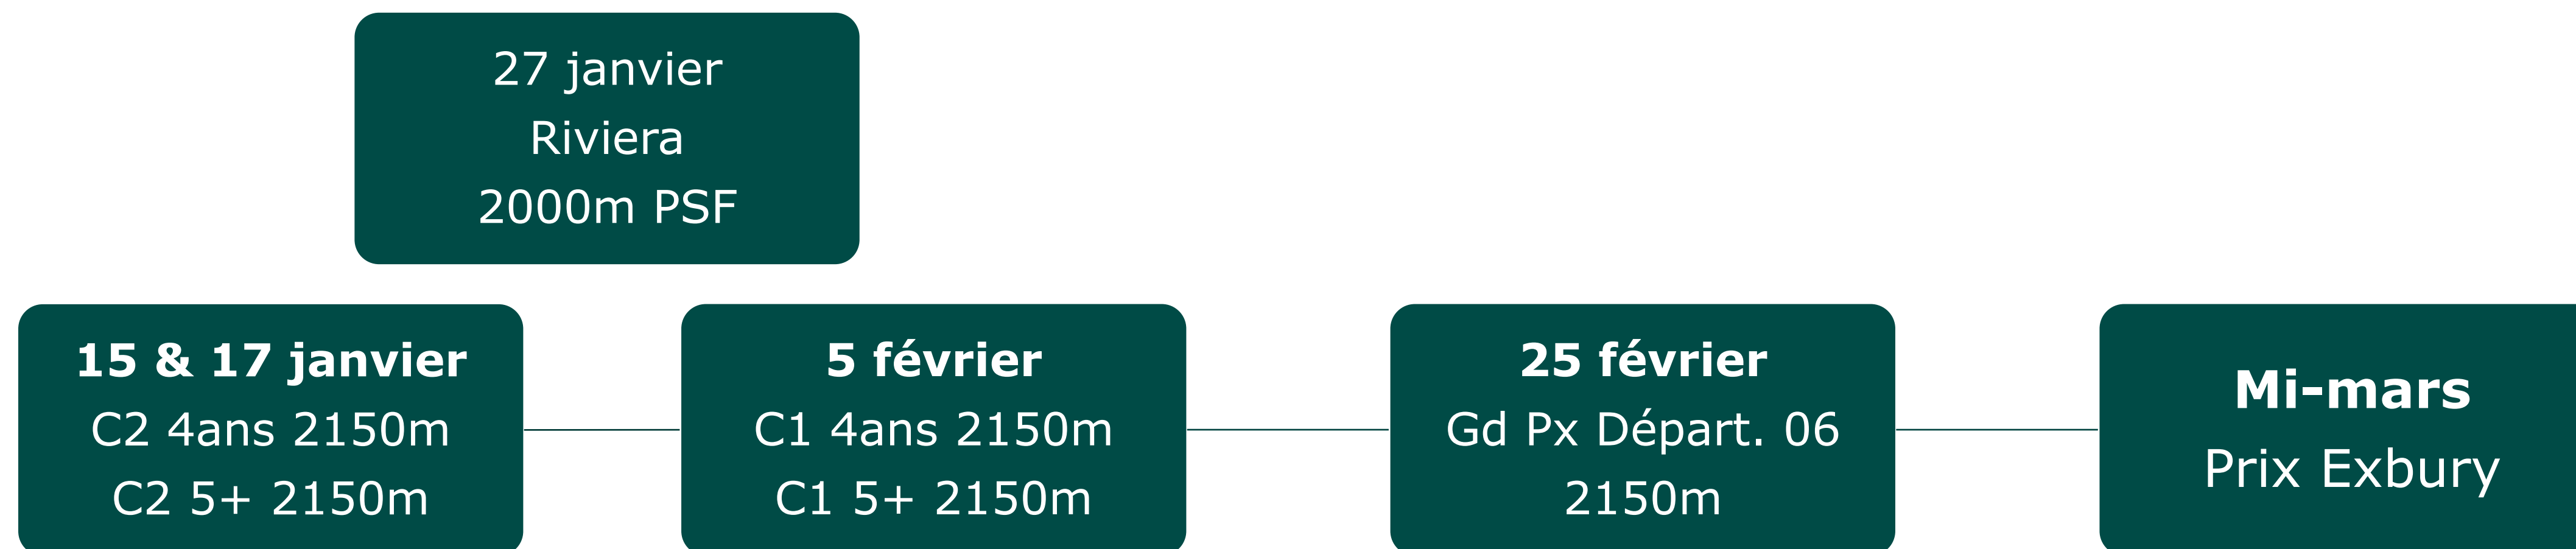 27 janvier
Riviera
2000m PSF
15 & 17 janvier
C2 4ans 2150m
C2 5+ 2150m
5 février
C1 4ans 2150m
C1 5+ 2150m
25 février
Gd Px Départ. 06
2150m
Mi-mars
Prix Exbury